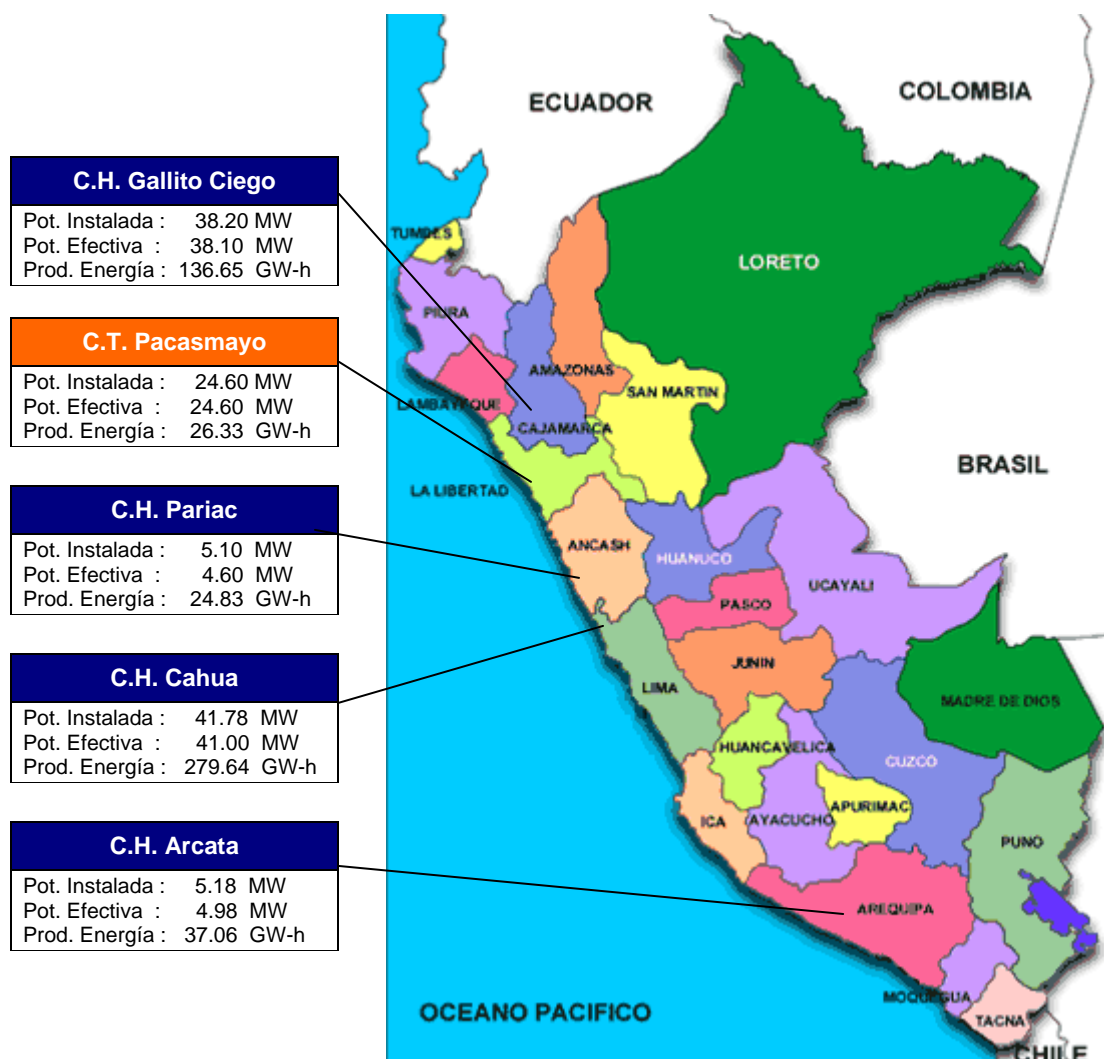 ECUADOR
COLOMBIA
C.H. Gallito Ciego
Pot. Instalada : 38.20 MW
Pot. Efectiva : 38.10 MW
Prod. Energía : 136.65 GW-h
C.T. Pacasmayo
Pot. Instalada : 24.60 MW
Pot. Efectiva : 24.60 MW
Prod. Energía : 26.33 GW-h
C.H. Pariac
Pot. Instalada : 5.10 MW
Pot. Efectiva : 4.60 MW
Prod. Energía : 24.83 GW-h
C.H. Cahua
Pot. Instalada : 41.78 MW
Pot. Efectiva : 41.00 MW
Prod. Energía : 279.64 GW-h
C.H. Arcata
Pot. Instalada : 5.18 MW
Pot. Efectiva : 4.98 MW
Prod. Energía : 37.06 GW-h
TUMBES
LORETO
PIURA
AMAZONAS
SAN MARTIN
LAMBAYEQUE
CAJAMARCA
BRASIL
LA LIBERTAD
ANCASH
HUANUCO
UCAYALI
PASCO
JUNIN
LIMA
MADRE DE DIOS
HUANCAVELICA
CUZCO
APURIMAC
ICA
AYACUCHO
PUNO
AREQUIPA
MOQUEGUA
OCEANO PACIFICO
TACNA
CHILE